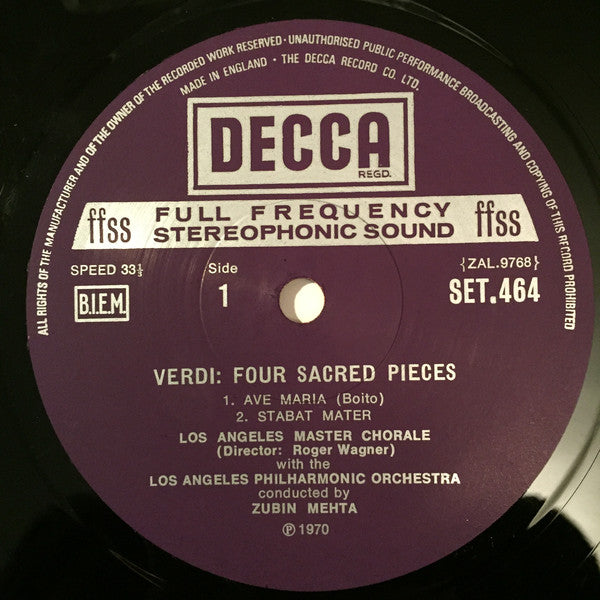 ALL RIGHTS OF THE MANUFACTURER AND OF THE OWNER OF THE RECORDED WORK RESERVED · UNAUTHORISED PUBLIC PERFORMANCE BROADCASTING AND COPYING OF THIS RECORD PROHIBITED
MADE IN ENGLAND · THE DECCA RECORD CO. LTD.
DECCA
REGD.
ffss FULL FREQUENCY ffss
STEREOPHONIC SOUND
SPEED 33⅓ Side {ZAL.9768}
B.I.E.M. 1 SET.464
VERDI: FOUR SACRED PIECES
1. AVE MARIA (Boito)
2. STABAT MATER
LOS ANGELES MASTER CHORALE
(Director: Roger Wagner)
with the
LOS ANGELES PHILHARMONIC ORCHESTRA
conducted by
ZUBIN MEHTA
℗ 1970